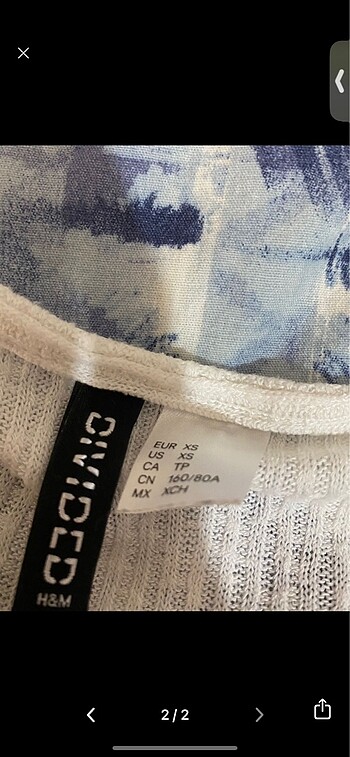 DIVIDED
H&M
EUR XS
US XS
CA TP
CN 160/80A
MX XCH
2/2